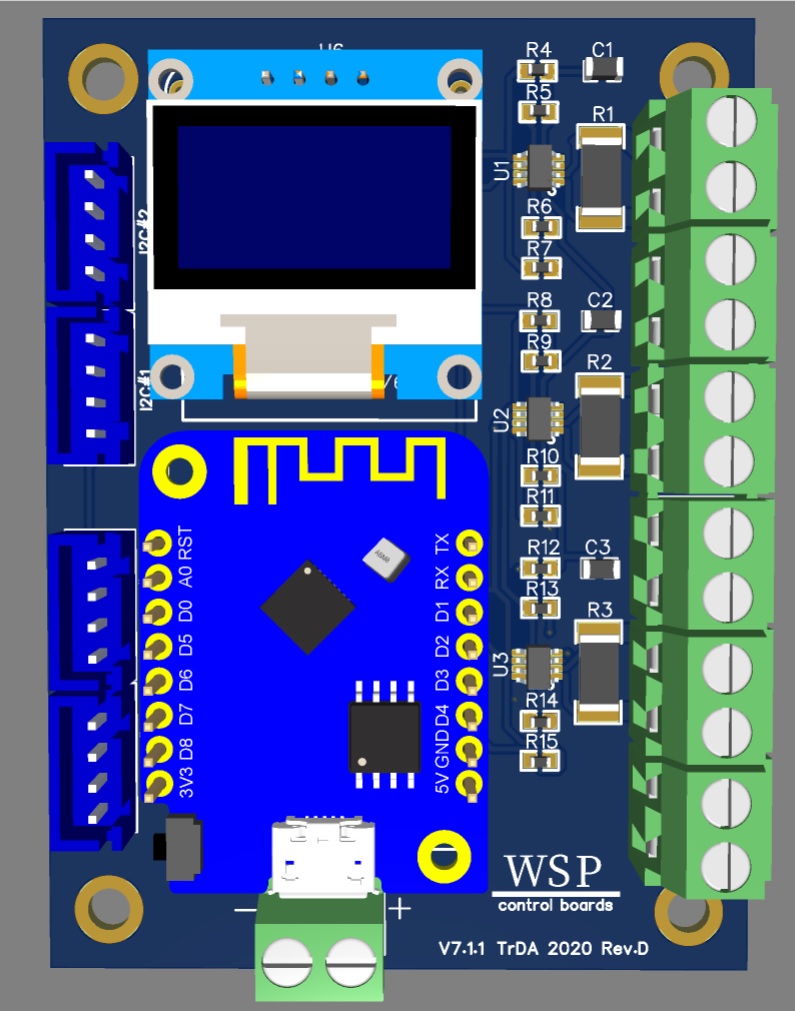 U6
R4
C1
R5
R1
U1
R6
R7
I2C#2
R8
C2
R9
R2
I2C#1
U2
R10
R11
R12
C3
R13
R3
U3
R14
R15
RST
A0
D0
D5
D6
D7
D8
3V3
TX
RX
D1
D2
D3
D4
GND
5V
WSP
control boards
- +
V7.1.1 TrDA 2020 Rev.D